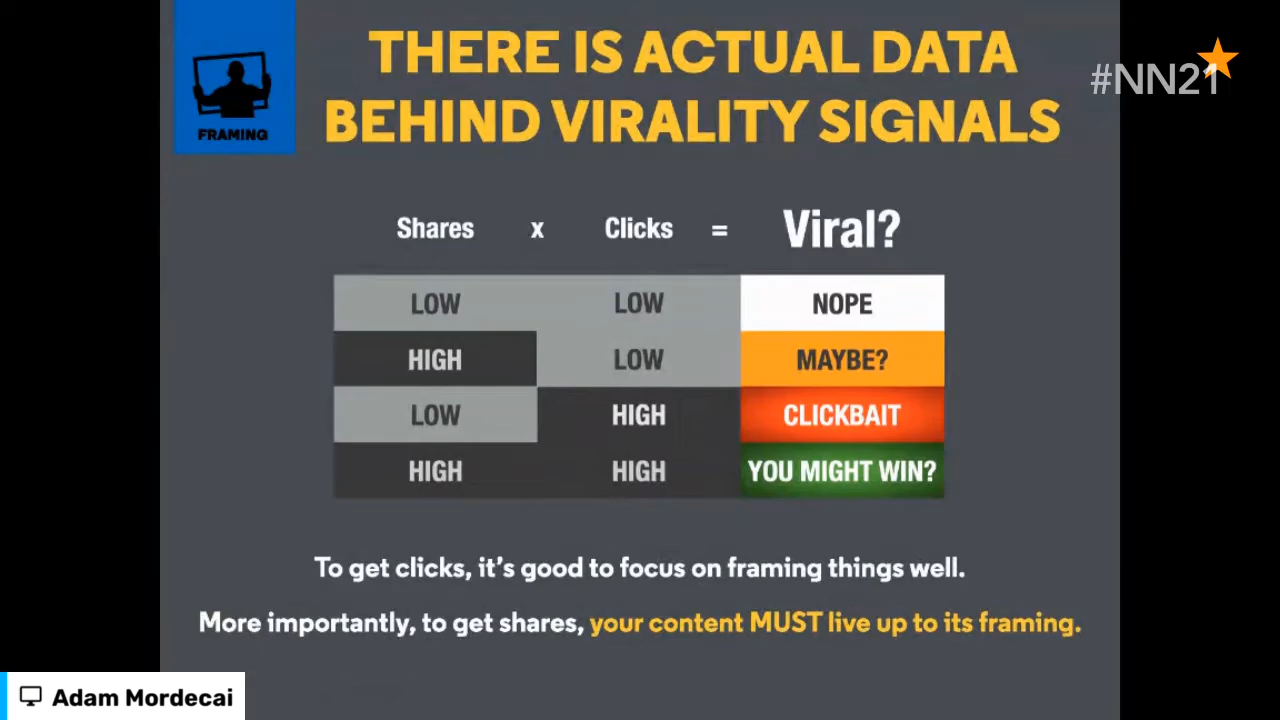 THERE IS ACTUAL DATA
BEHIND VIRALITY SIGNALS
#NN21
FRAMING
Shares x Clicks = Viral?
LOW LOW NOPE
HIGH LOW MAYBE?
LOW HIGH CLICKBAIT
HIGH HIGH YOU MIGHT WIN?
To get clicks, it's good to focus on framing things well.
More importantly, to get shares, your content MUST live up to its framing.
Adam Mordecai